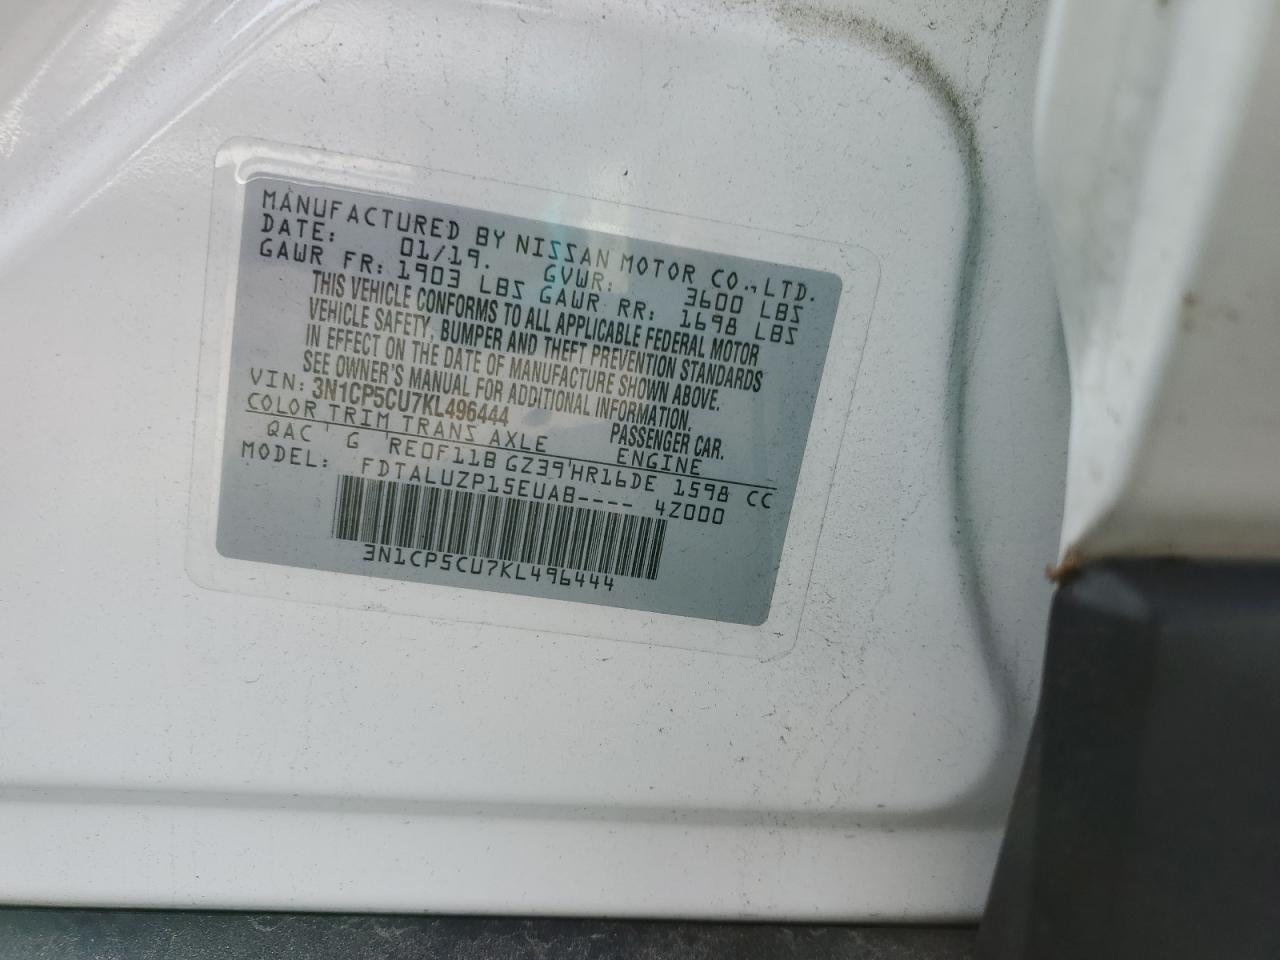 MANUFACTURED BY NISSAN MOTOR CO., LTD.
DATE: 01/19. GVWR: 3600 LBS
GAWR FR: 1903 LBS GAWR RR: 1698 LBS
THIS VEHICLE CONFORMS TO ALL APPLICABLE FEDERAL MOTOR
VEHICLE SAFETY, BUMPER AND THEFT PREVENTION STANDARDS
IN EFFECT ON THE DATE OF MANUFACTURE SHOWN ABOVE.
SEE OWNER'S MANUAL FOR ADDITIONAL INFORMATION.
VIN: 3N1CP5CU7KL496444 PASSENGER CAR.
COLOR TRIM TRANS AXLE ENGINE
QAC ' G 'RE0F11B GZ39'HR16DE 1598 CC
MODEL: FDTALUZP15EUAB---- 4Z000
3N1CP5CU7KL496444